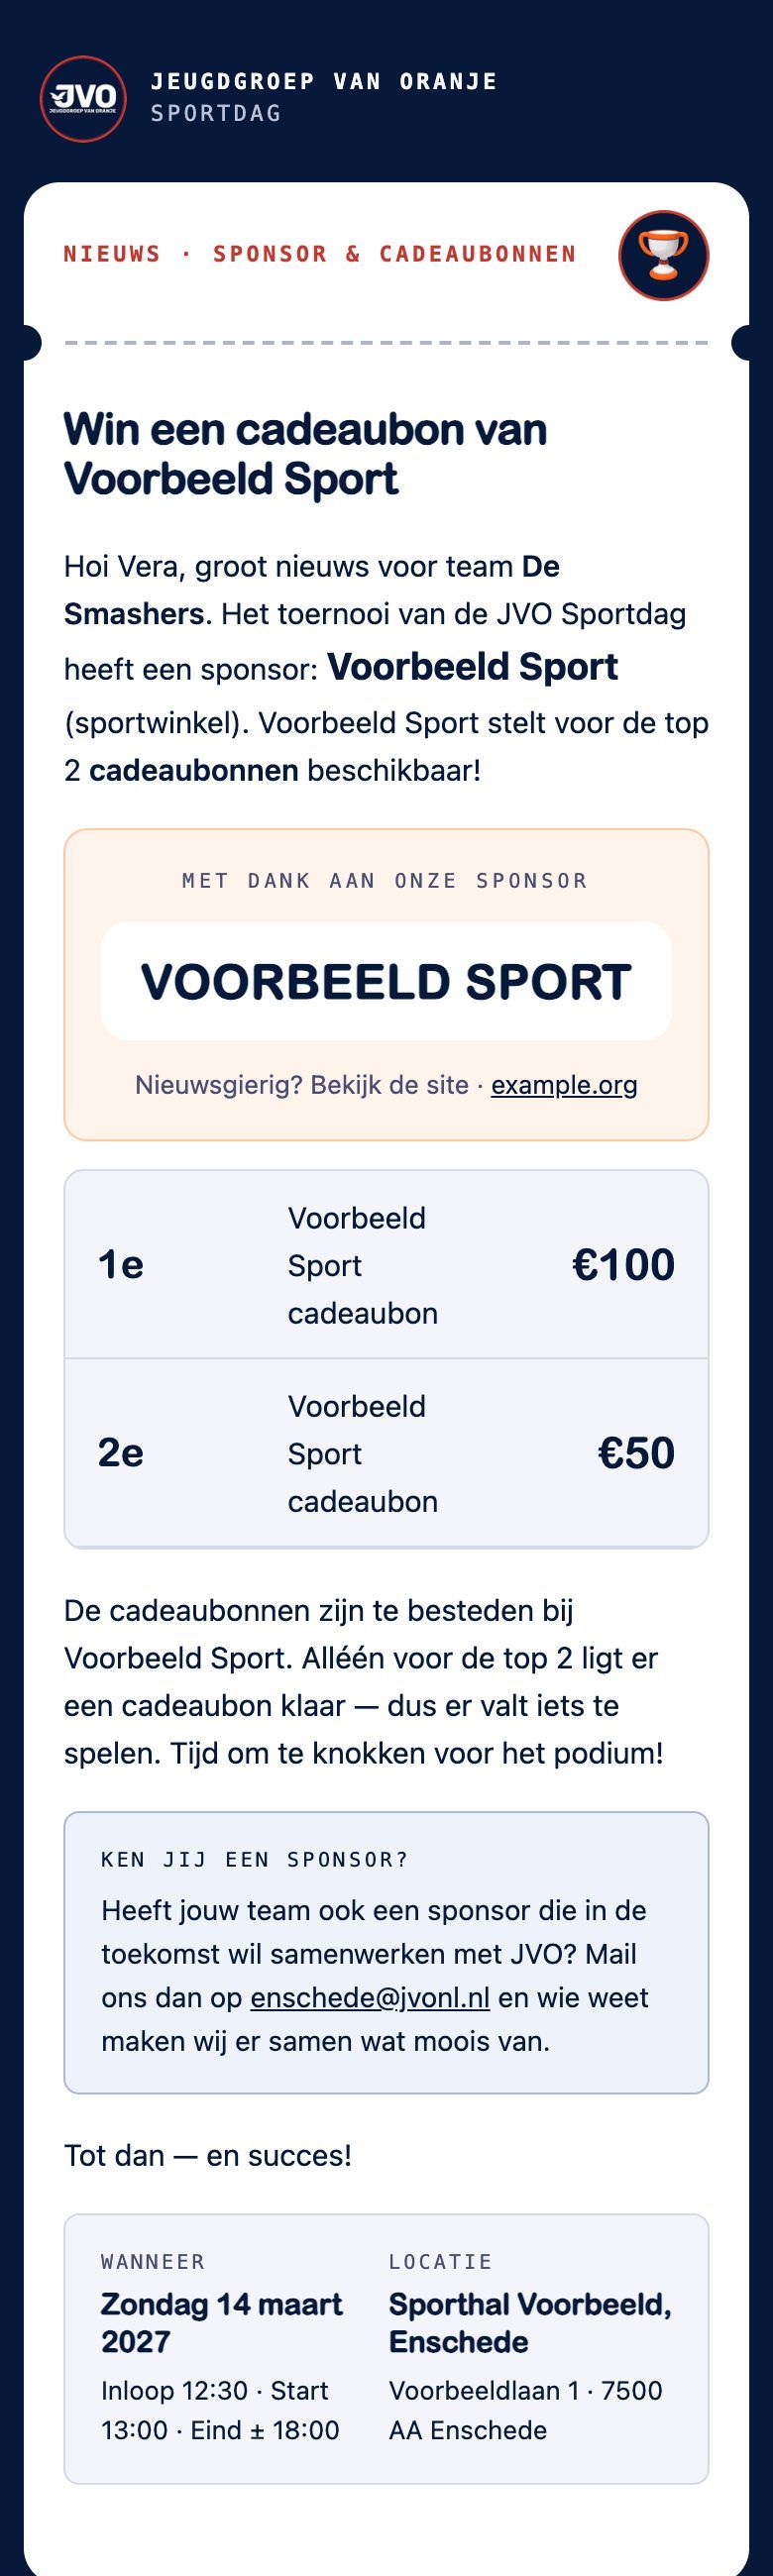 JVO
JEUGDGROEP VAN ORANJE
JEUGDGROEP VAN ORANJE
SPORTDAG
NIEUWS · SPONSOR & CADEAUBONNEN
Win een cadeaubon van
Voorbeeld Sport
Hoi Vera, groot nieuws voor team De
Smashers. Het toernooi van de JVO Sportdag
heeft een sponsor: Voorbeeld Sport
(sportwinkel). Voorbeeld Sport stelt voor de top
2 cadeaubonnen beschikbaar!
MET DANK AAN ONZE SPONSOR
VOORBEELD SPORT
Nieuwsgierig? Bekijk de site · example.org
1e
Voorbeeld
Sport
cadeaubon
€100
2e
Voorbeeld
Sport
cadeaubon
€50
De cadeaubonnen zijn te besteden bij
Voorbeeld Sport. Alléén voor de top 2 ligt er
een cadeaubon klaar — dus er valt iets te
spelen. Tijd om te knokken voor het podium!
KEN JIJ EEN SPONSOR?
Heeft jouw team ook een sponsor die in de
toekomst wil samenwerken met JVO? Mail
ons dan op enschede@jvonl.nl en wie weet
maken wij er samen wat moois van.
Tot dan — en succes!
WANNEER
Zondag 14 maart
2027
Inloop 12:30 · Start
13:00 · Eind ± 18:00
LOCATIE
Sporthal Voorbeeld,
Enschede
Voorbeeldlaan 1 · 7500
AA Enschede